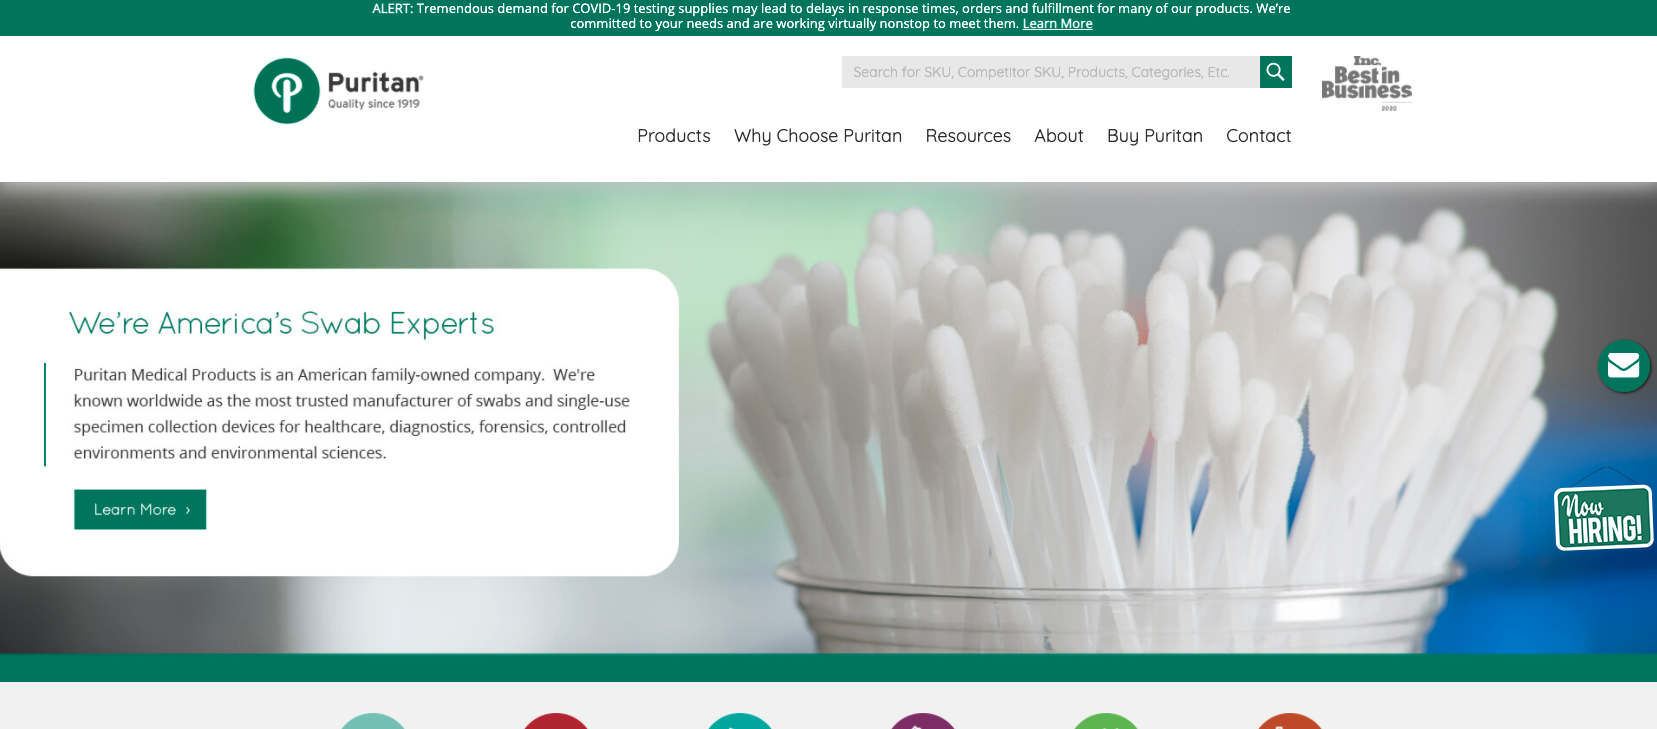 ALERT: Tremendous demand for COVID-19 testing supplies may lead to delays in response times, orders and fulfillment for many of our products. We're
committed to your needs and are working virtually nonstop to meet them. Learn More
Puritan®
Quality since 1919
Search for SKU, Competitor SKU, Products, Categories, Etc.
Inc.
Best in
Business
2020
Products Why Choose Puritan Resources About Buy Puritan Contact
We're America's Swab Experts
Puritan Medical Products is an American family-owned company. We're
known worldwide as the most trusted manufacturer of swabs and single-use
specimen collection devices for healthcare, diagnostics, forensics, controlled
environments and environmental sciences.
Learn More ›
Now
HIRING!